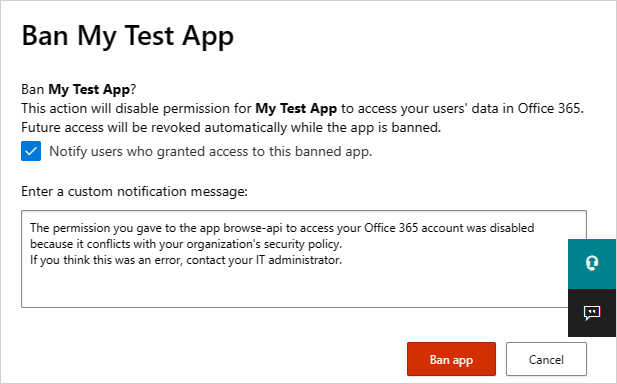 Ban My Test App
Ban My Test App?
This action will disable permission for My Test App to access your users' data in Office 365.
Future access will be revoked automatically while the app is banned.
Notify users who granted access to this banned app.
Enter a custom notification message:
The permission you gave to the app browse-api to access your Office 365 account was disabled
because it conflicts with your organization's security policy.
If you think this was an error, contact your IT administrator.
Ban app
Cancel